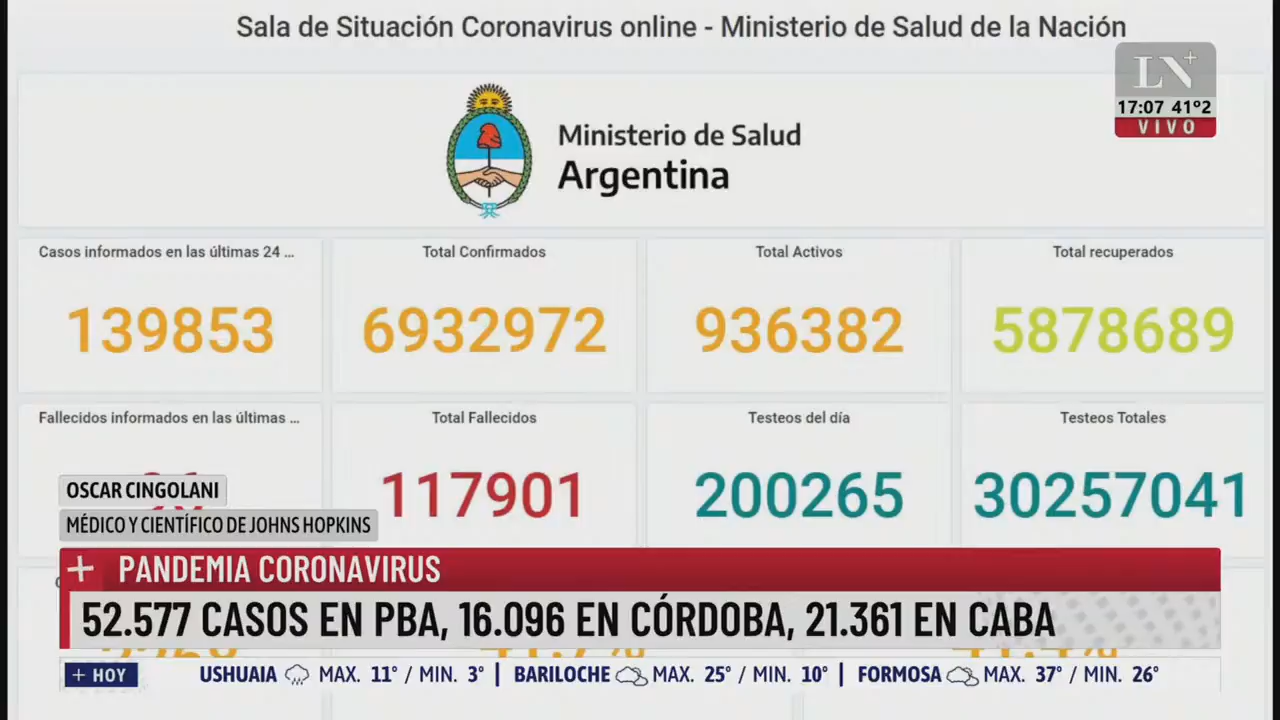 Sala de Situación Coronavirus online - Ministerio de Salud de la Nación
LN+
17:07 41º2
VIVO
Ministerio de Salud
Argentina
Casos informados en las últimas 24 ...
Total Confirmados
Total Activos
Total recuperados
139853
6932972
936382
5878689
Fallecidos informados en las últimas ...
Total Fallecidos
Testeos del día
Testeos Totales
117901
200265
30257041
OSCAR CINGOLANI
MÉDICO Y CIENTÍFICO DE JOHNS HOPKINS
+ PANDEMIA CORONAVIRUS
52.577 CASOS EN PBA, 16.096 EN CÓRDOBA, 21.361 EN CABA
+ HOY
USHUAIA MAX. 11° / MIN. 3° | BARILOCHE MAX. 25° / MIN. 10° | FORMOSA MAX. 37° / MIN. 26°